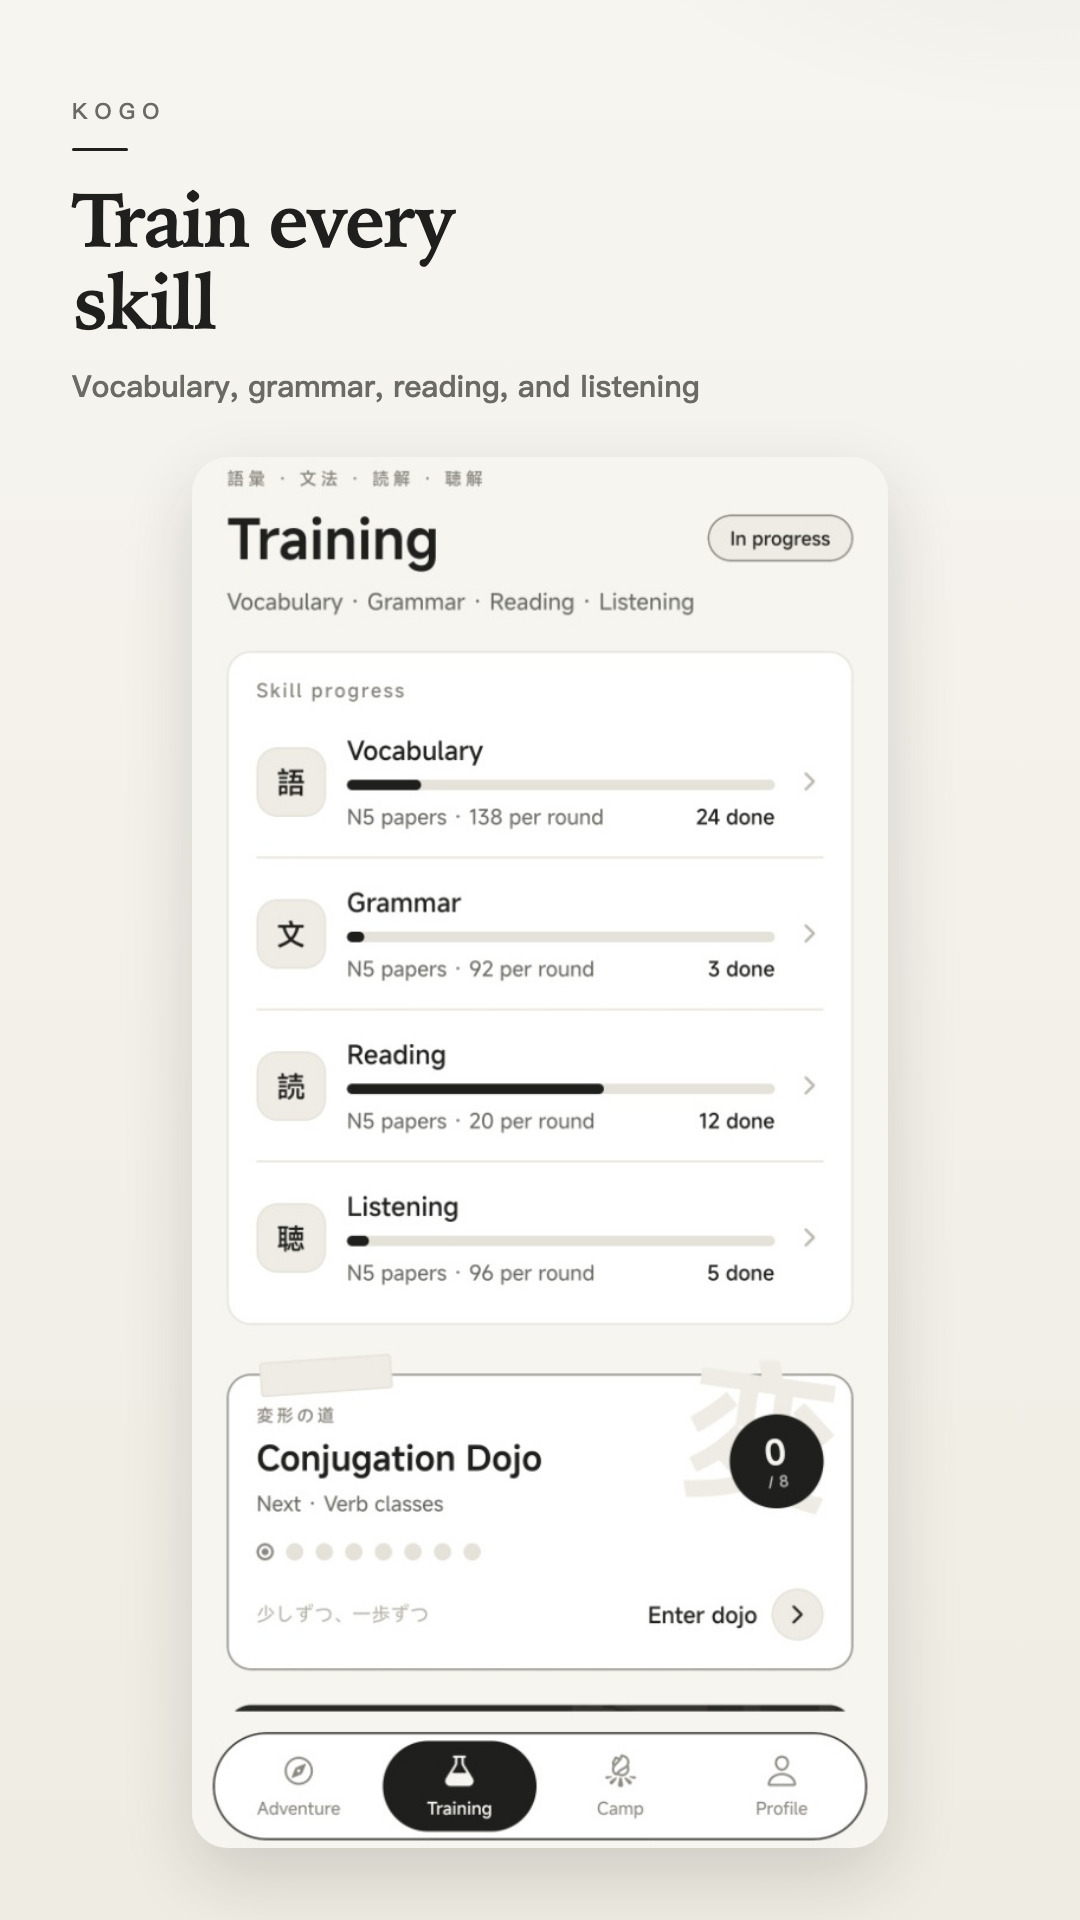 KOGO
Train every
skill
Vocabulary, grammar, reading, and listening
語彙 · 文法 · 読解 · 聴解
Training
In progress
Vocabulary · Grammar · Reading · Listening
Skill progress
語
Vocabulary
N5 papers · 138 per round
24 done
文
Grammar
N5 papers · 92 per round
3 done
読
Reading
N5 papers · 20 per round
12 done
聴
Listening
N5 papers · 96 per round
5 done
変形の道
変
Conjugation Dojo
0
/ 8
Next · Verb classes
少しずつ、一歩ずつ
Enter dojo
Adventure
Training
Camp
Profile